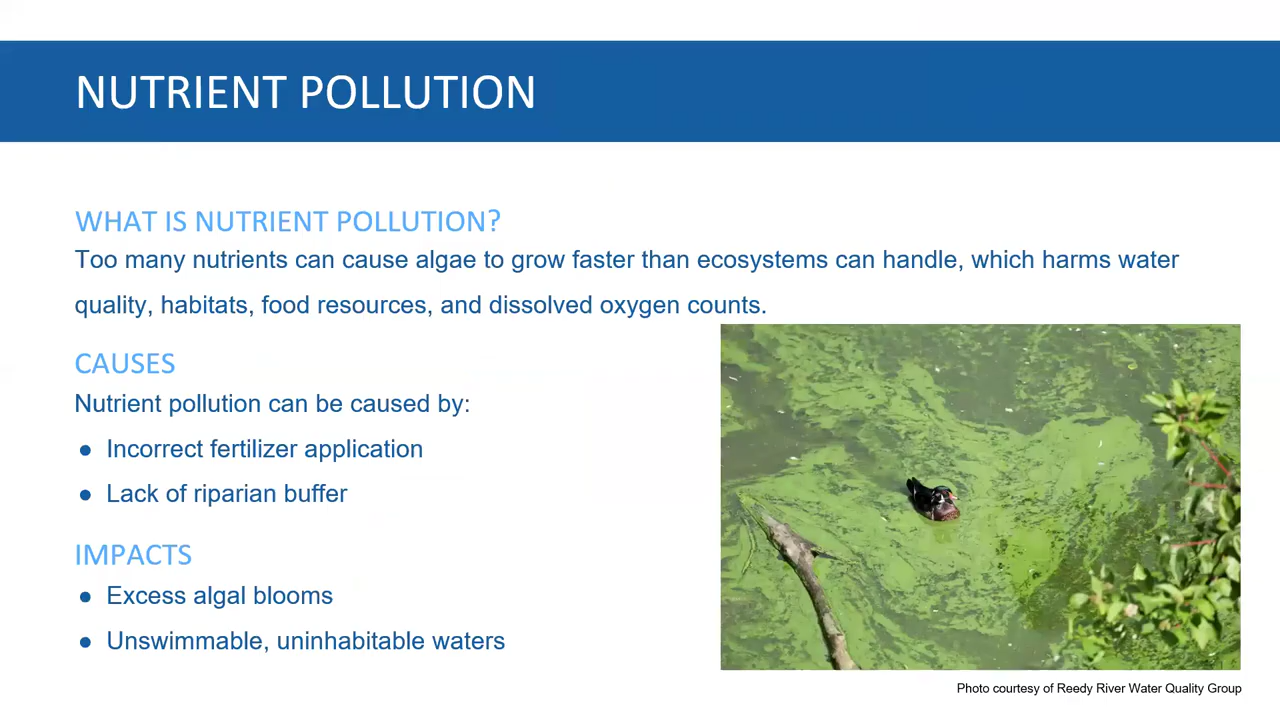 NUTRIENT POLLUTION
WHAT IS NUTRIENT POLLUTION?
Too many nutrients can cause algae to grow faster than ecosystems can handle, which harms water
quality, habitats, food resources, and dissolved oxygen counts.
CAUSES
Nutrient pollution can be caused by:
● Incorrect fertilizer application
● Lack of riparian buffer
IMPACTS
● Excess algal blooms
● Unswimmable, uninhabitable waters
Photo courtesy of Reedy River Water Quality Group